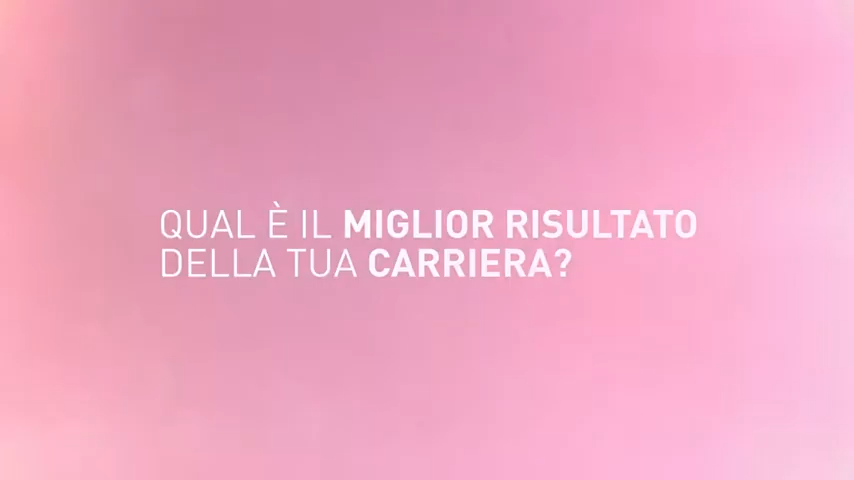 QUAL È IL MIGLIOR RISULTATO
DELLA TUA CARRIERA?